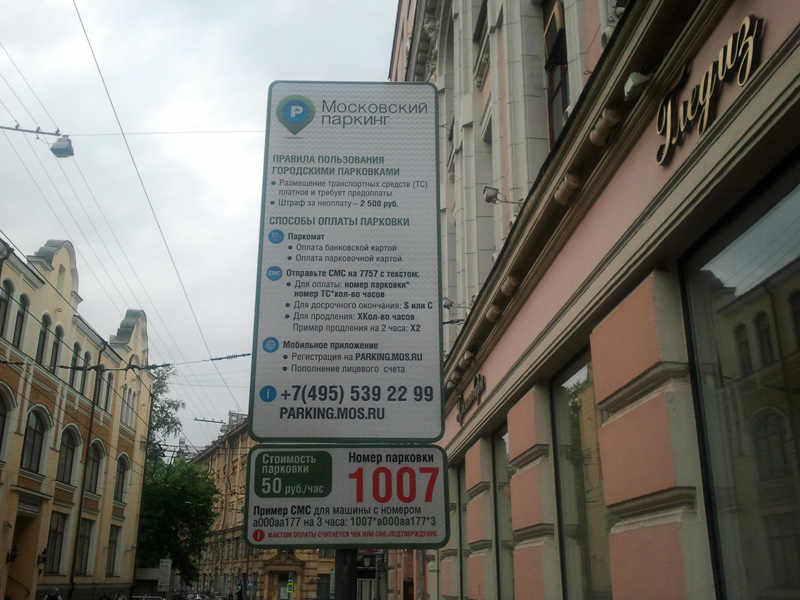 P
Московский
паркинг
ПРАВИЛА ПОЛЬЗОВАНИЯ
ГОРОДСКИМИ ПАРКОВКАМИ
• Размещение транспортных средств (ТС)
платное и требует предоплаты
• Штраф за неоплату – 2 500 руб.
СПОСОБЫ ОПЛАТЫ ПАРКОВКИ
Паркомат
• Оплата банковской картой
• Оплата парковочной картой
СМС Отправьте СМС на 7757 с текстом:
• Для оплаты: номер парковки*
номер ТС*кол-во часов
• Для досрочного окончания: S или С
• Для продления: ХКол-во часов
Пример продления на 2 часа: Х2
Мобильное приложение
• Регистрация на PARKING.MOS.RU
• Пополнение лицевого счета
i +7(495) 539 22 99
PARKING.MOS.RU
Стоимость
парковки
50 руб./час
Номер парковки
1007
Пример СМС для машины с номером
а000аа177 на 3 часа: 1007*а000аа177*3
i ФАКТОМ ОПЛАТЫ СЧИТАЕТСЯ ЧЕК ИЛИ СМС-ПОДТВЕРЖДЕНИЕ
Гледиз